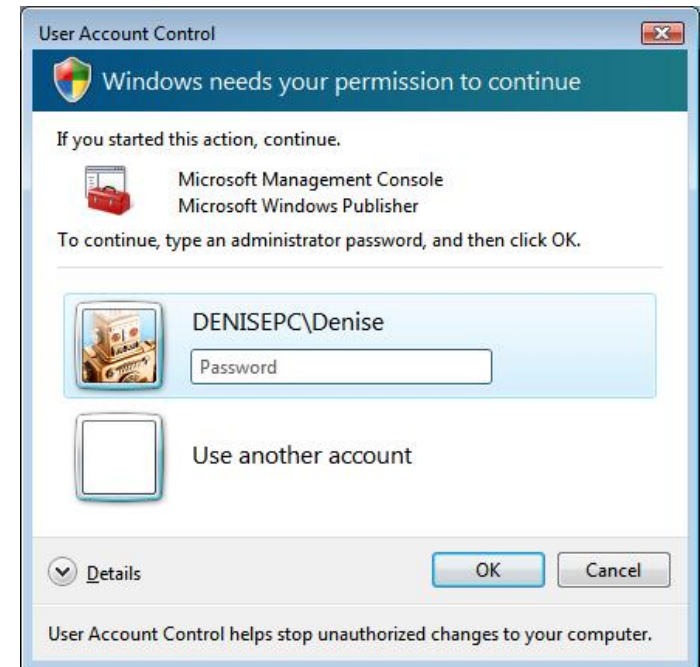 User Account Control
Windows needs your permission to continue
If you started this action, continue.
Microsoft Management Console
Microsoft Windows Publisher
To continue, type an administrator password, and then click OK.
DENISEPC\Denise
Password
Use another account
Details
OK
Cancel
User Account Control helps stop unauthorized changes to your computer.